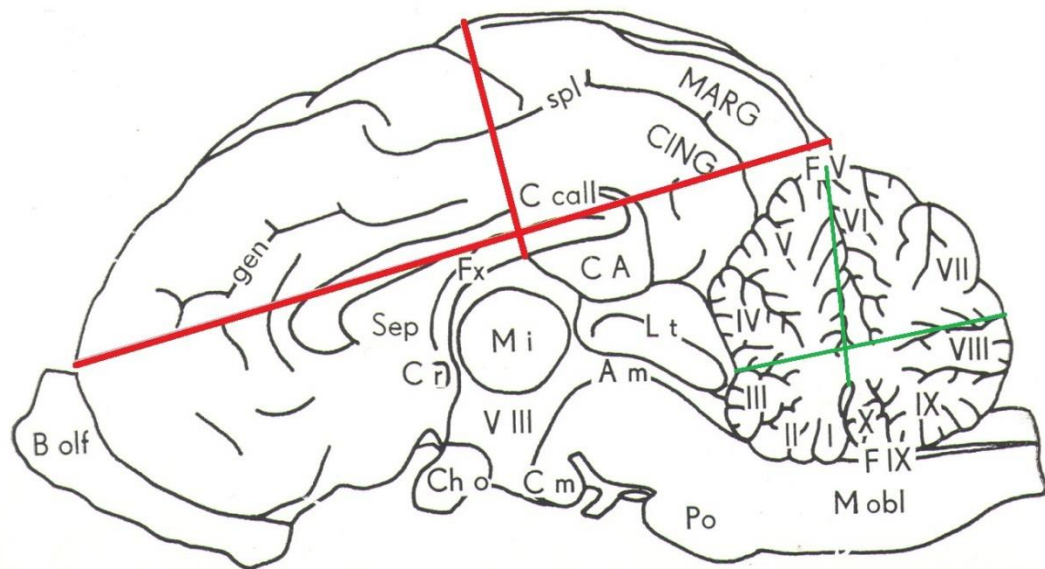 MARG
spl
CING
F V
C call
VI
V
gen
VII
Fx
C A
IV
Sep
M i
L t
VIII
C r
A m
III
IX
V III
X
B olf
II
I
F IX
Ch o
C m
M obl
Po